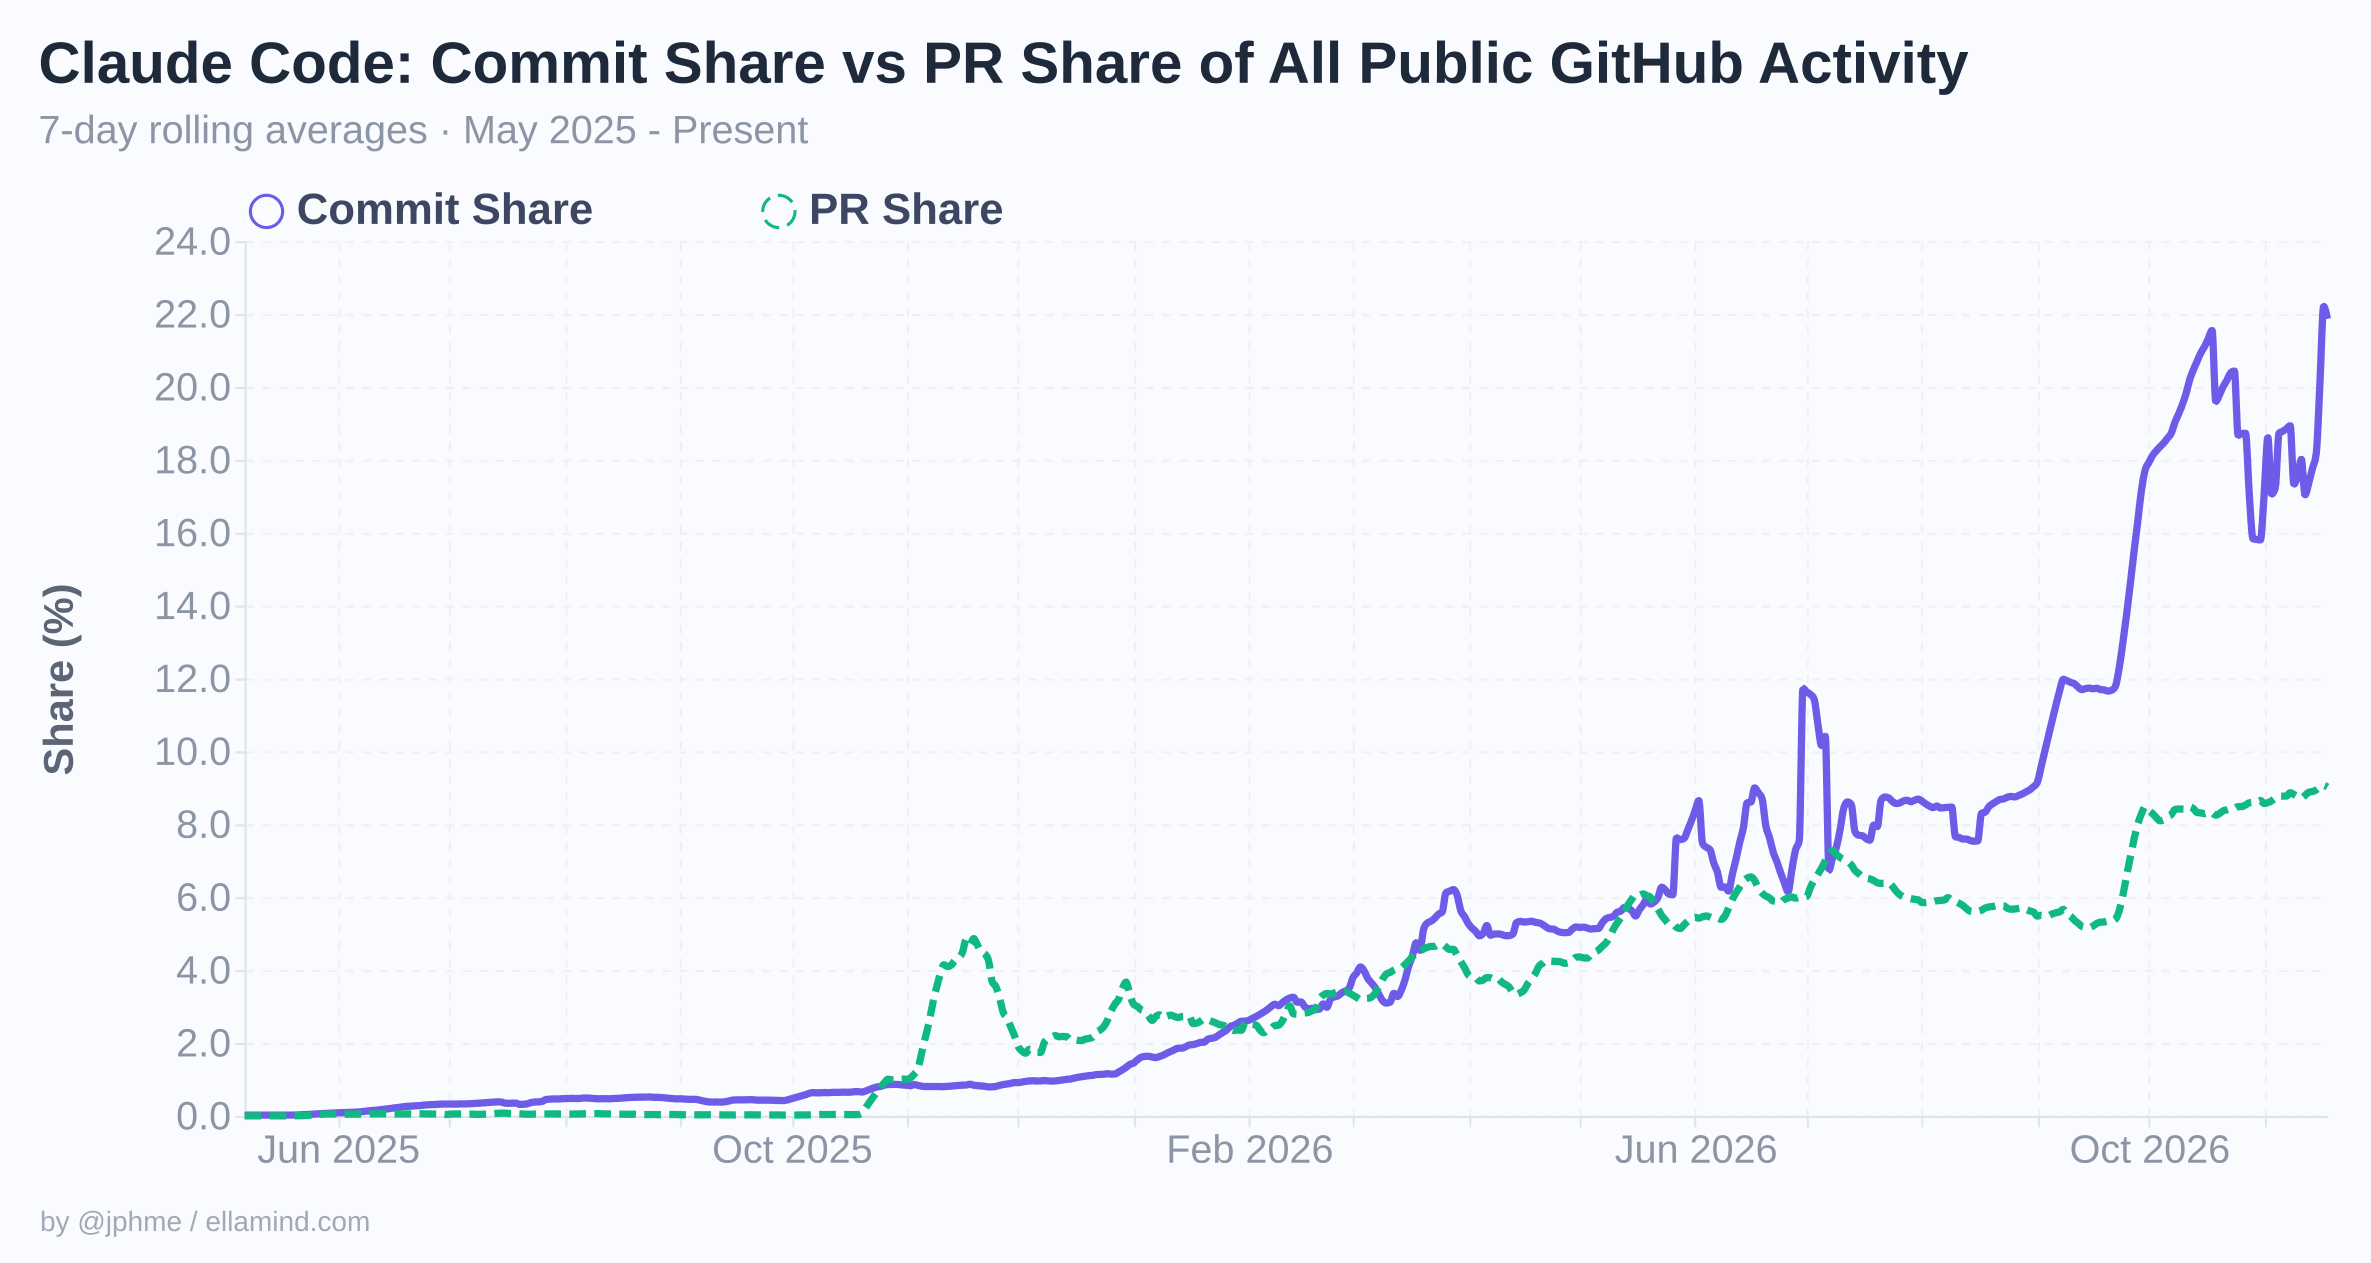 Claude Code: Commit Share vs PR Share of All Public GitHub Activity
7-day rolling averages · May 2025 - Present
Commit Share
PR Share
24.0
22.0
20.0
18.0
16.0
14.0
12.0
10.0
8.0
6.0
4.0
2.0
0.0
Share (%)
Jun 2025
Oct 2025
Feb 2026
Jun 2026
Oct 2026
by @jphme / ellamind.com